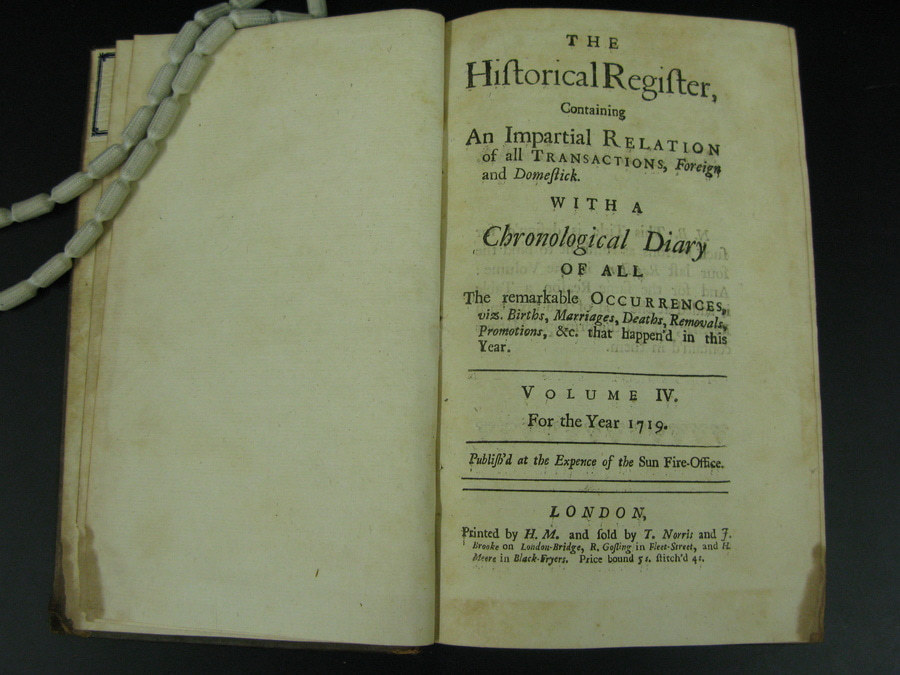 THE
Hiſtorical Regiſter,
Containing
An Impartial RELATION
of all TRANSACTIONS, Foreign
and Domeſtick.
WITH A
Chronological Diary
OF ALL
The remarkable OCCURRENCES,
viz. Births, Marriages, Deaths, Removals,
Promotions, &c. that happen'd in this
Year.
VOLUME IV.
For the Year 1719.
Publiſh'd at the Expence of the Sun Fire-Office.
LONDON,
Printed by H. M. and ſold by T. Norris and J.
Brooke on London-Bridge, R. Goſling in Fleet-Street, and H.
Meere in Black-Fryers. Price bound 5s. ſtitch'd 4s.